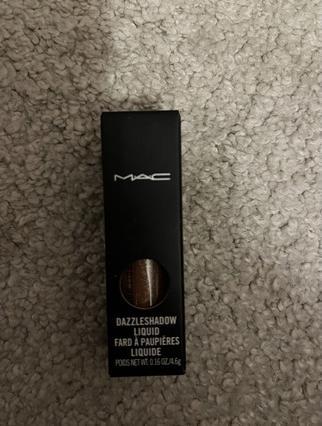 MAC
DAZZLESHADOW
LIQUID
FARD À PAUPIÈRES
LIQUIDE
POIDS NET WT. 0.16 OZ/4.6g